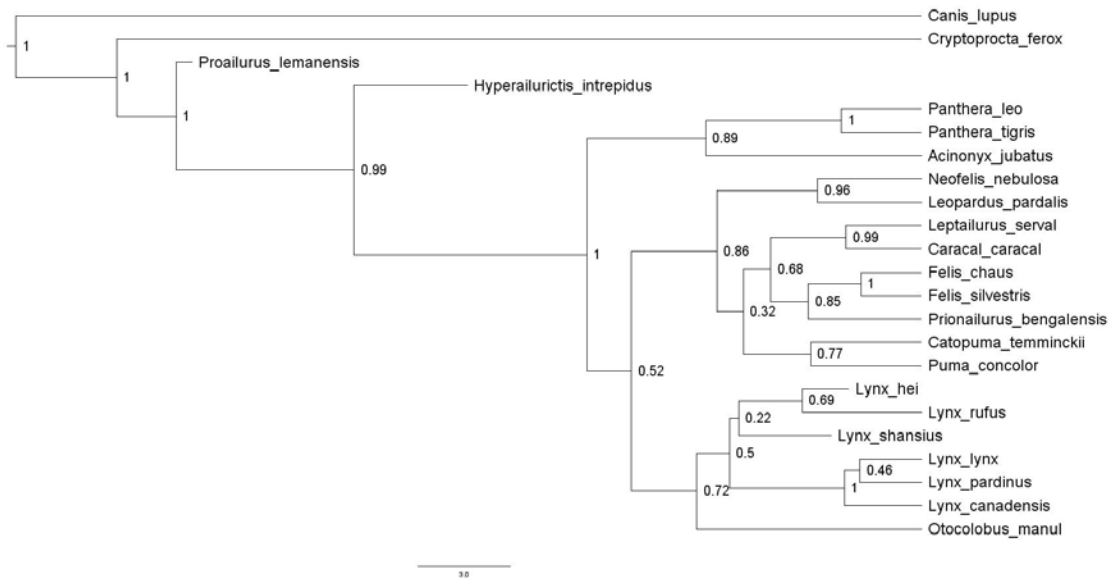 Canis_lupus
1
Cryptoprocta_ferox
Proailurus_lemanensis
1
Hyperailurictis_intrepidus
Panthera_leo
1
1
Panthera_tigris
0.89
Acinonyx_jubatus
0.99
Neofelis_nebulosa
0.96
Leopardus_pardalis
Leptailurus_serval
0.99
Caracal_caracal
0.86
1
0.68
Felis_chaus
1
Felis_silvestris
0.85
0.32
Prionailurus_bengalensis
Catopuma_temminckii
0.77
Puma_concolor
0.52
Lynx_hei
0.69
Lynx_rufus
0.22
Lynx_shansius
0.5
Lynx_lynx
0.46
Lynx_pardinus
0.72
1
Lynx_canadensis
Otocolobus_manul
3.0